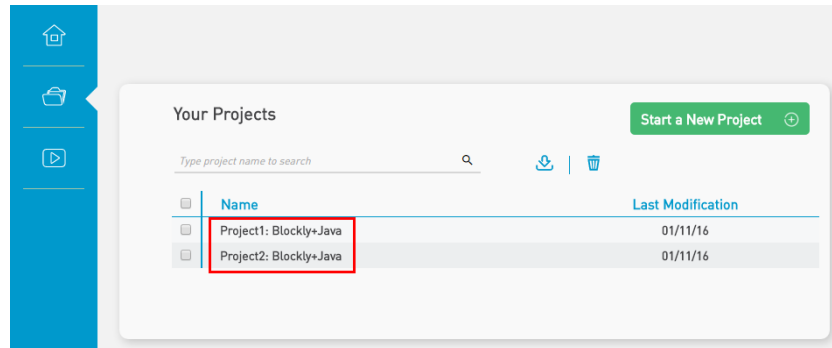 Your Projects
Start a New Project
Type project name to search
Name Last Modification
Project1: Blockly+Java 01/11/16
Project2: Blockly+Java 01/11/16